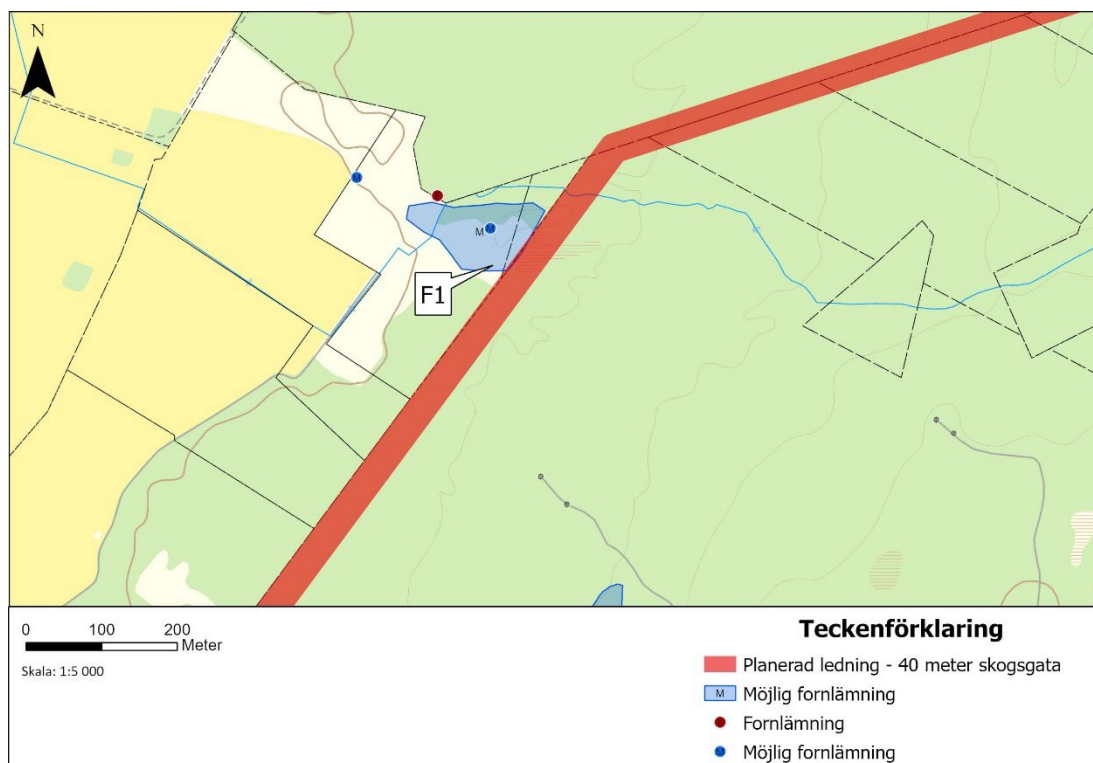 N
M
M M
F1
0 100 200
Meter
Skala: 1:5 000
Teckenförklaring
Planerad ledning - 40 meter skogsgata
M Möjlig fornlämning
Fornlämning
M Möjlig fornlämning